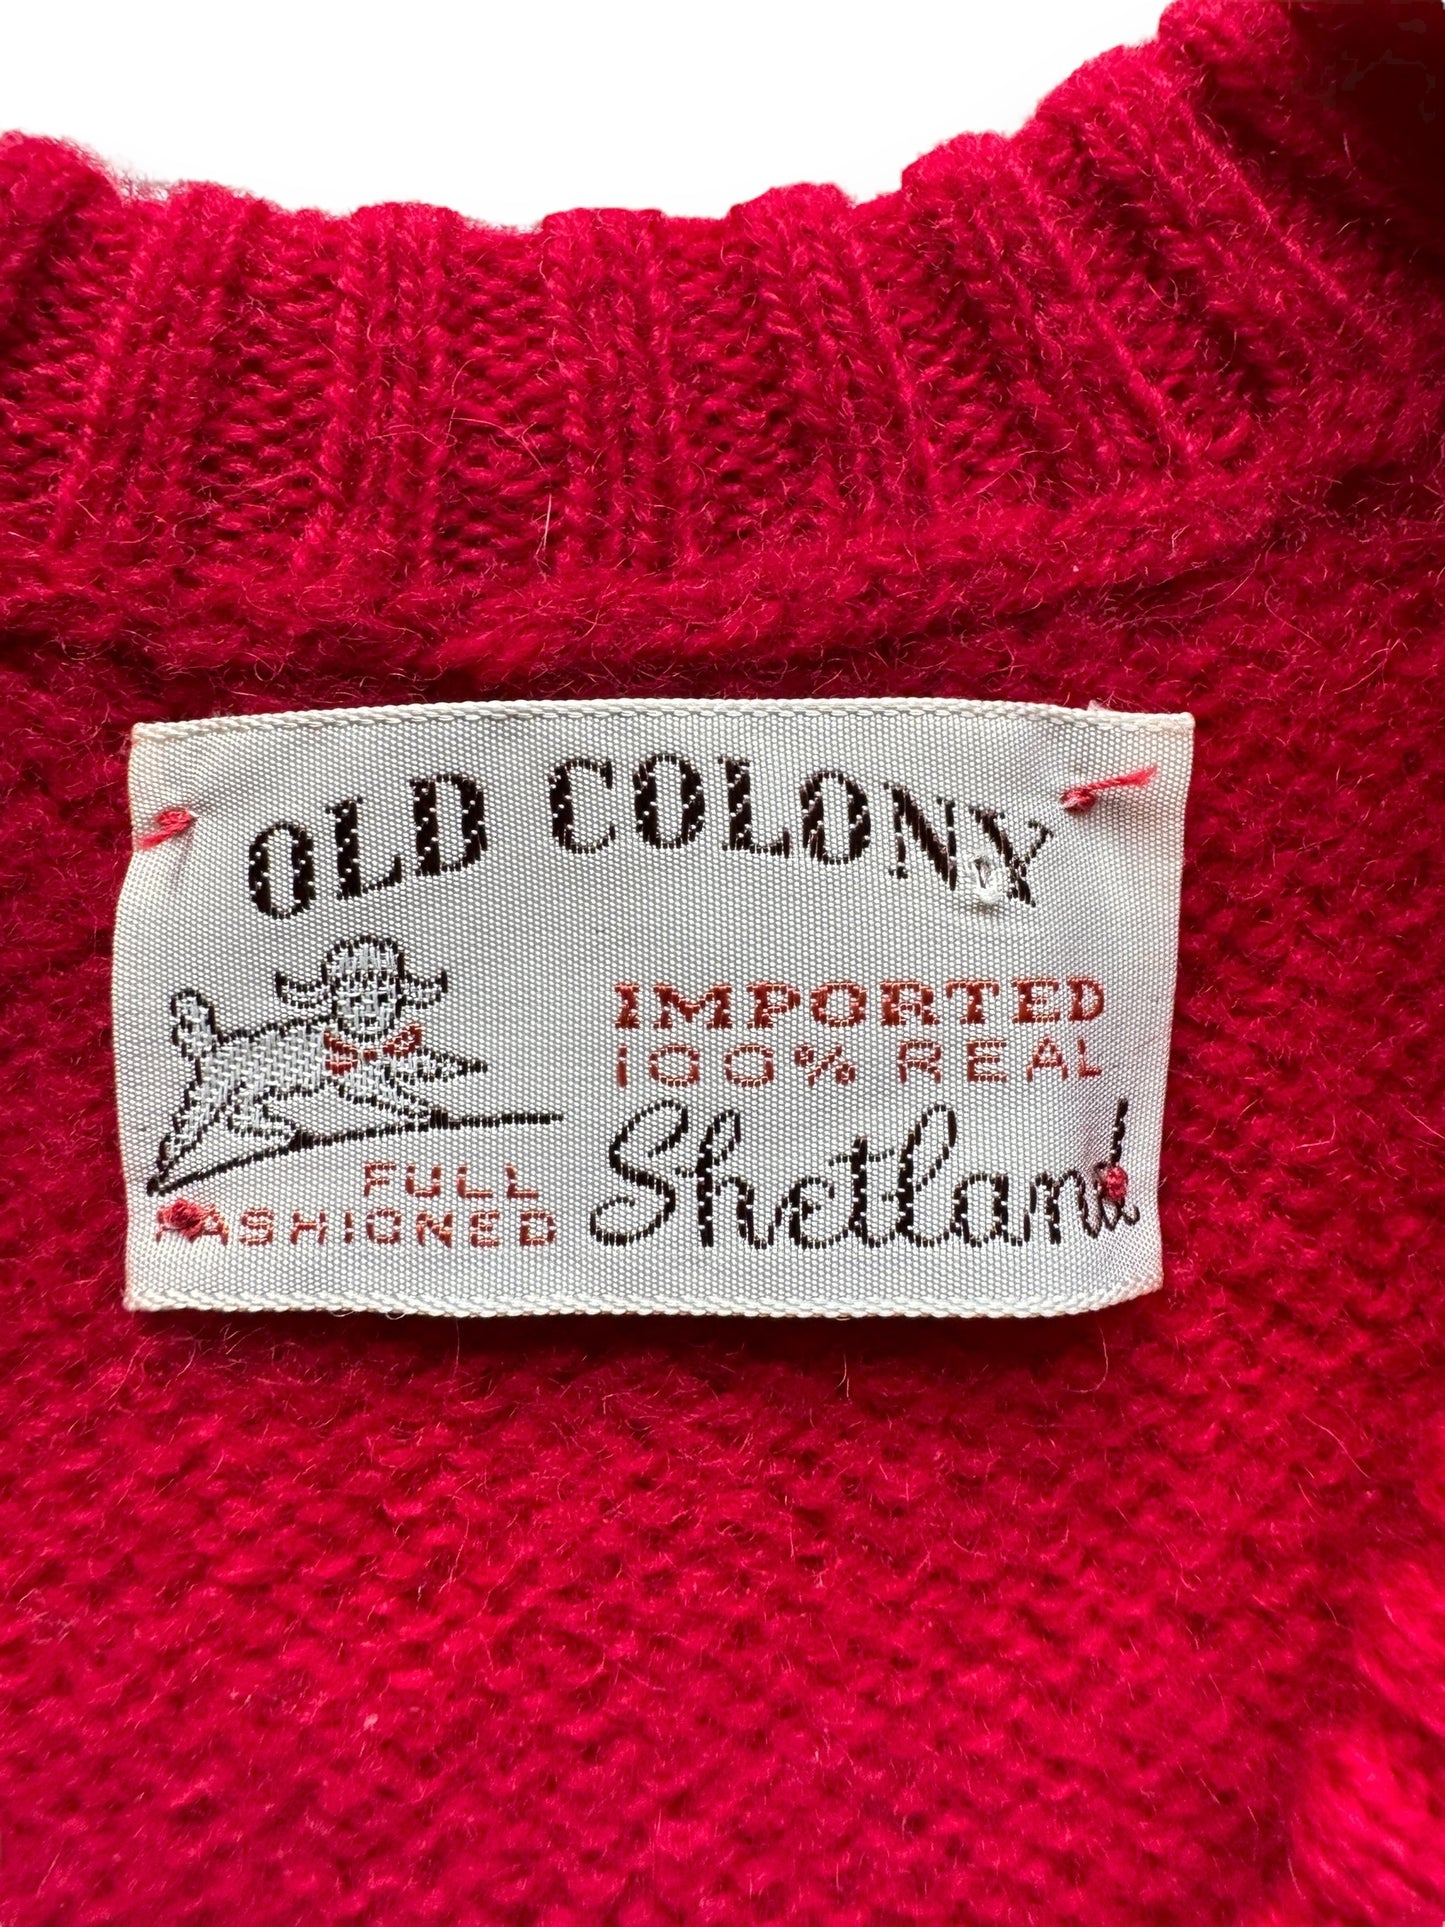 OLD COLONY
IMPORTED
100% REAL
Shetland
FULL
FASHIONED